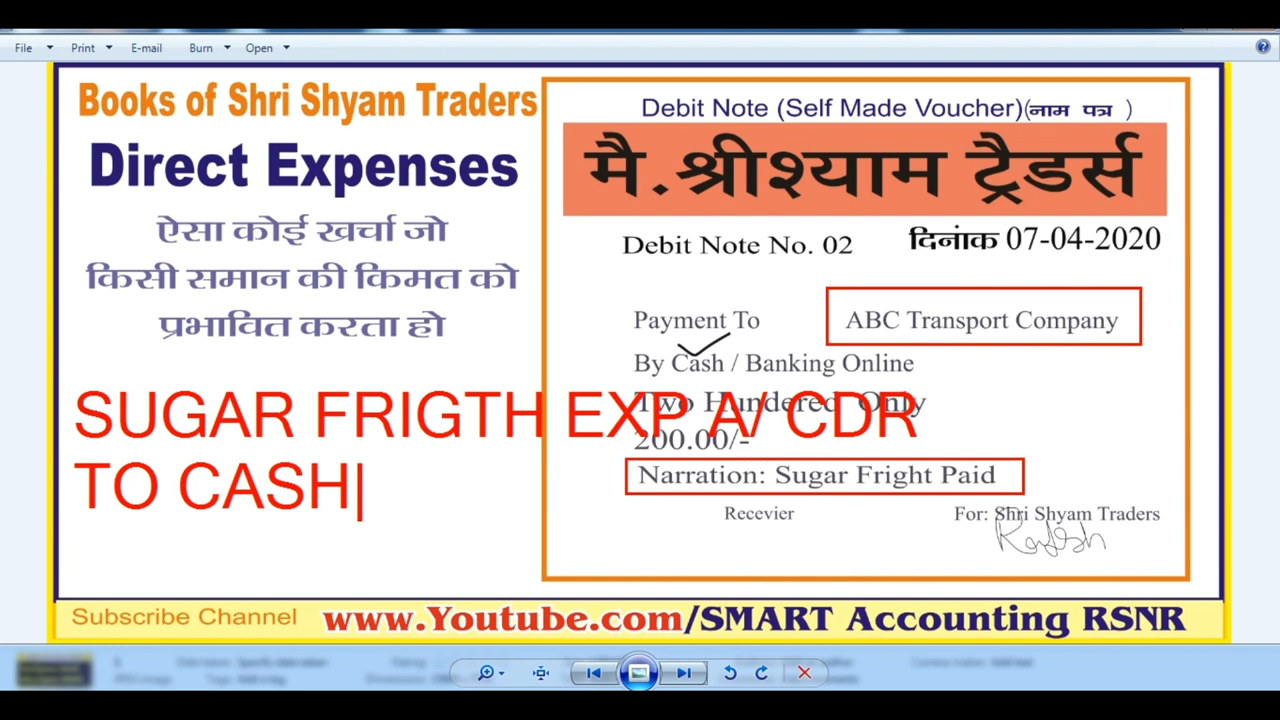 File Print E-mail Burn Open
Books of Shri Shyam Traders
Direct Expenses
ऐसा कोई खर्चा जो
किसी समान की किमत को
प्रभावित करता हो
SUGAR FRIGTH EXP A/ CDR
TO CASH
Debit Note (Self Made Voucher)(नाम पत्र )
मै.श्रीश्याम ट्रैडर्स
Debit Note No. 02 दिनांक 07-04-2020
Payment To ABC Transport Company
By Cash / Banking Online
Two Hundered Only
200.00/-
Narration: Sugar Fright Paid
Recevier For: Shri Shyam Traders
Subscribe Channel www.Youtube.com/SMART Accounting RSNR